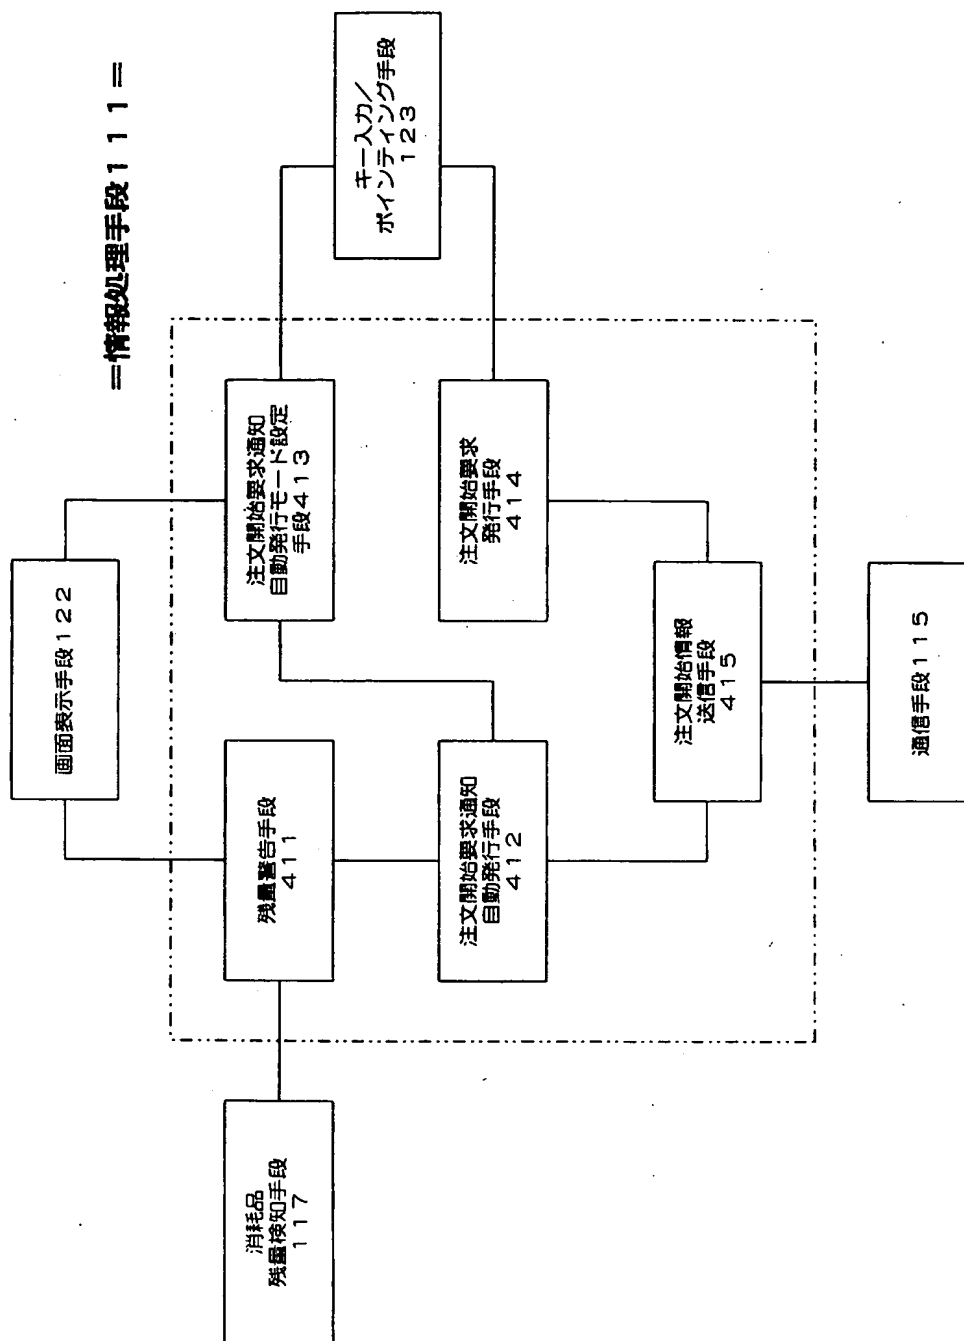 =情報処理手段111=
画面表示手段122
キー入力/
ポインティング手段
123
注文開始要求通知
自動発行モード設定
手段413
残量警告手段
411
消耗品
残量検知手段
117
注文開始要求通知
自動発行手段
412
注文開始要求
発行手段
414
注文開始情報
送信手段
415
通信手段115